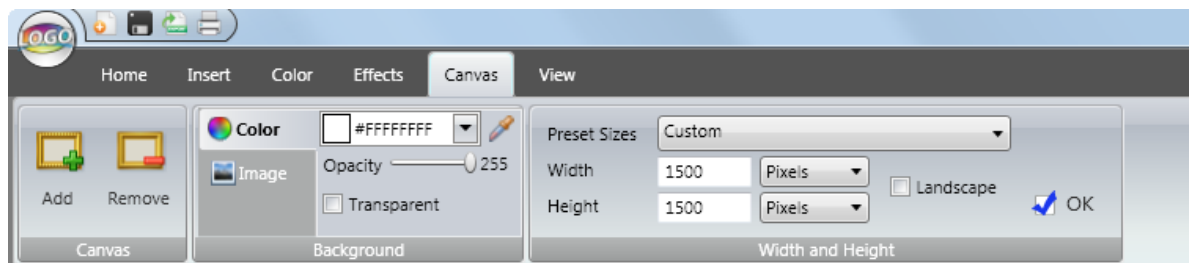 LOGO
Home Insert Color Effects Canvas View
Color #FFFFFFFF Preset Sizes Custom
Image Opacity 255 Width 1500 Pixels Landscape
Add Remove Transparent Height 1500 Pixels OK
Canvas Background Width and Height